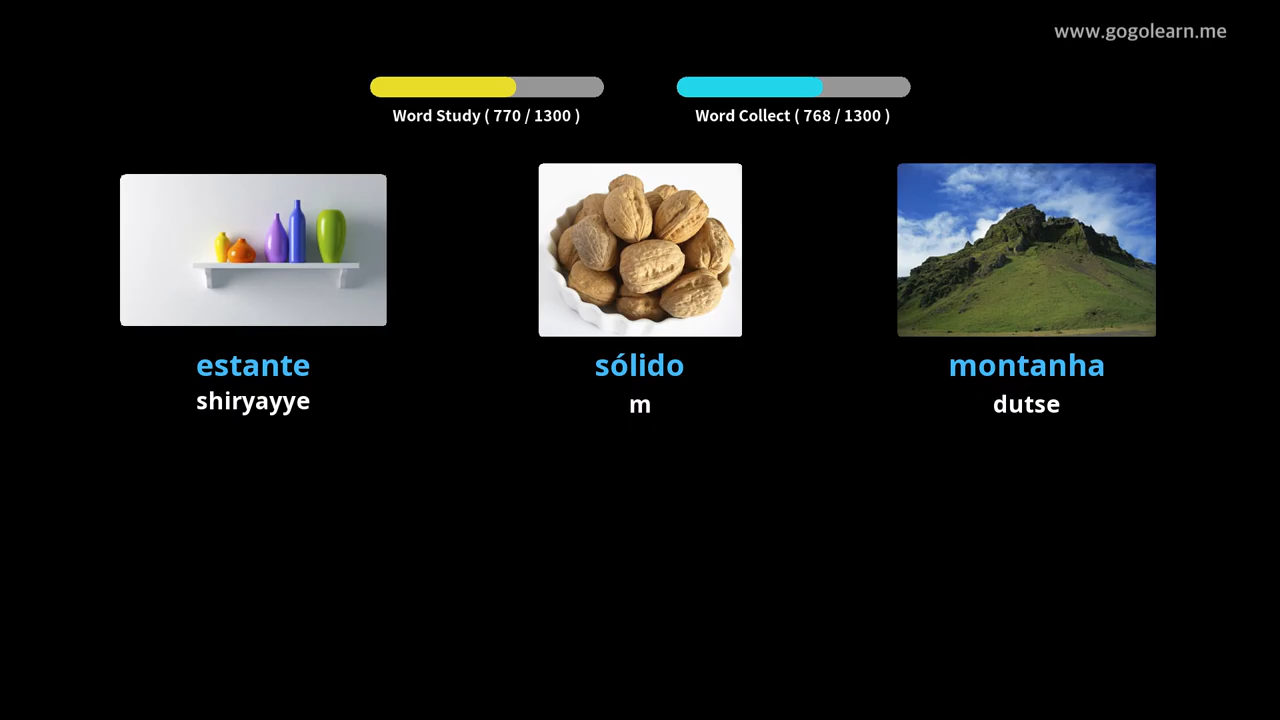 www.gogolearn.me
Word Study ( 770 / 1300 )
Word Collect ( 768 / 1300 )
estante
shiryayye
sólido
m
montanha
dutse